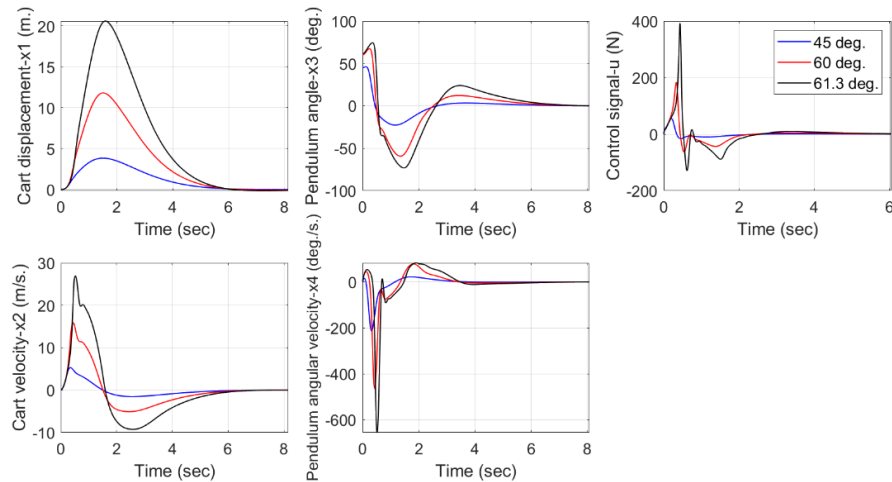 Cart displacement-x1 (m.)
20
15
10
5
0
0 2 4 6 8
Time (sec)
Pendulum angle-x3 (deg.)
100
50
0
-50
-100
0 2 4 6 8
Time (sec)
Control signal-u (N)
400
200
0
-200
0 2 4 6
Time (sec)
45 deg.
60 deg.
61.3 deg.
Cart velocity-x2 (m/s.)
30
20
10
0
-10
0 2 4 6 8
Time (sec)
Pendulum angular velocity-x4 (deg./s.)
0
-200
-400
-600
0 2 4 6 8
Time (sec)